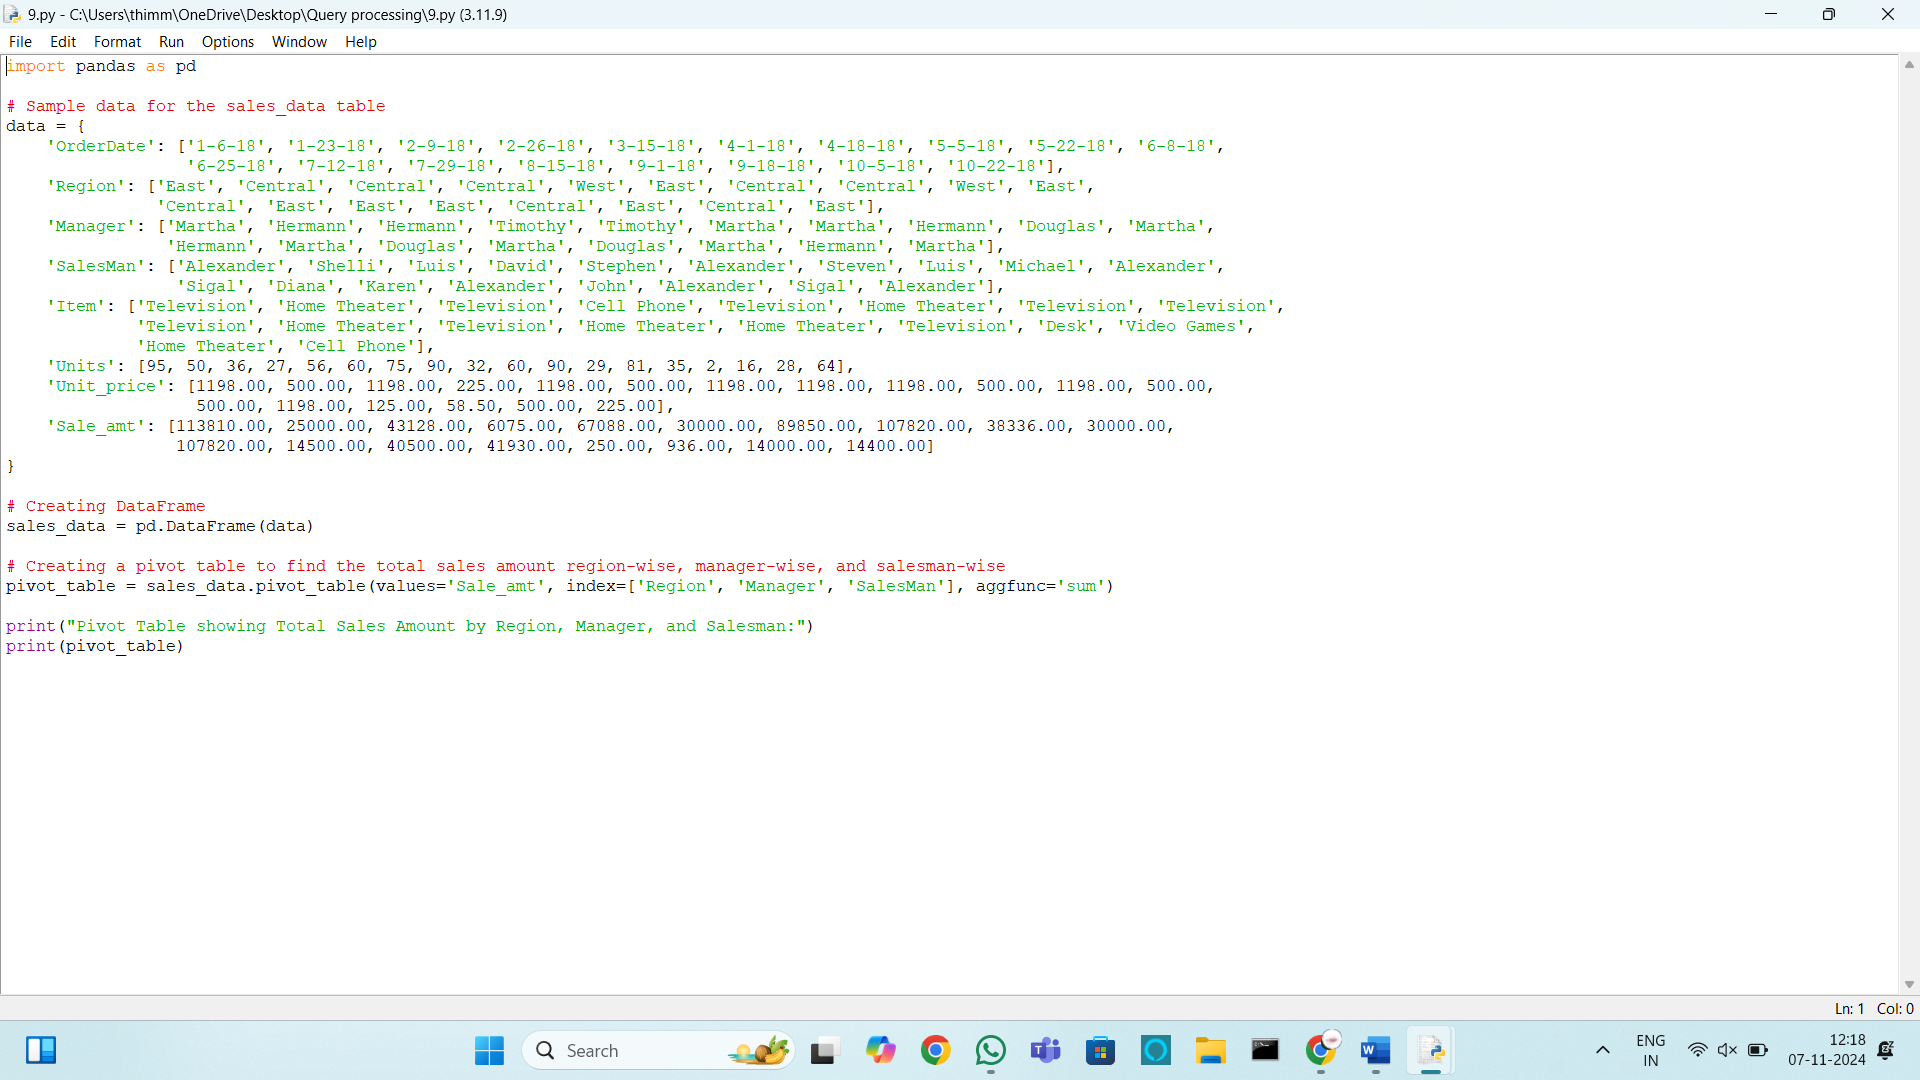 9.py - C:\Users\thimm\OneDrive\Desktop\Query processing\9.py (3.11.9)
File Edit Format Run Options Window Help
import pandas as pd
# Sample data for the sales_data table
data = {
    'OrderDate': ['1-6-18', '1-23-18', '2-9-18', '2-26-18', '3-15-18', '4-1-18', '4-18-18', '5-5-18', '5-22-18', '6-8-18',
                  '6-25-18', '7-12-18', '7-29-18', '8-15-18', '9-1-18', '9-18-18', '10-5-18', '10-22-18'],
    'Region': ['East', 'Central', 'Central', 'Central', 'West', 'East', 'Central', 'Central', 'West', 'East',
               'Central', 'East', 'East', 'East', 'Central', 'East', 'Central', 'East'],
    'Manager': ['Martha', 'Hermann', 'Hermann', 'Timothy', 'Timothy', 'Martha', 'Martha', 'Hermann', 'Douglas', 'Martha',
                'Hermann', 'Martha', 'Douglas', 'Martha', 'Douglas', 'Martha', 'Hermann', 'Martha'],
    'SalesMan': ['Alexander', 'Shelli', 'Luis', 'David', 'Stephen', 'Alexander', 'Steven', 'Luis', 'Michael', 'Alexander',
                 'Sigal', 'Diana', 'Karen', 'Alexander', 'John', 'Alexander', 'Sigal', 'Alexander'],
    'Item': ['Television', 'Home Theater', 'Television', 'Cell Phone', 'Television', 'Home Theater', 'Television', 'Television',
             'Television', 'Home Theater', 'Television', 'Home Theater', 'Home Theater', 'Television', 'Desk', 'Video Games',
             'Home Theater', 'Cell Phone'],
    'Units': [95, 50, 36, 27, 56, 60, 75, 90, 32, 60, 90, 29, 81, 35, 2, 16, 28, 64],
    'Unit_price': [1198.00, 500.00, 1198.00, 225.00, 1198.00, 500.00, 1198.00, 1198.00, 1198.00, 500.00, 1198.00, 500.00,
                   500.00, 1198.00, 125.00, 58.50, 500.00, 225.00],
    'Sale_amt': [113810.00, 25000.00, 43128.00, 6075.00, 67088.00, 30000.00, 89850.00, 107820.00, 38336.00, 30000.00,
                 107820.00, 14500.00, 40500.00, 41930.00, 250.00, 936.00, 14000.00, 14400.00]
}
# Creating DataFrame
sales_data = pd.DataFrame(data)
# Creating a pivot table to find the total sales amount region-wise, manager-wise, and salesman-wise
pivot_table = sales_data.pivot_table(values='Sale_amt', index=['Region', 'Manager', 'SalesMan'], aggfunc='sum')
print("Pivot Table showing Total Sales Amount by Region, Manager, and Salesman:")
print(pivot_table)
Ln: 1 Col: 0
Search
ENG
IN
12:18
07-11-2024